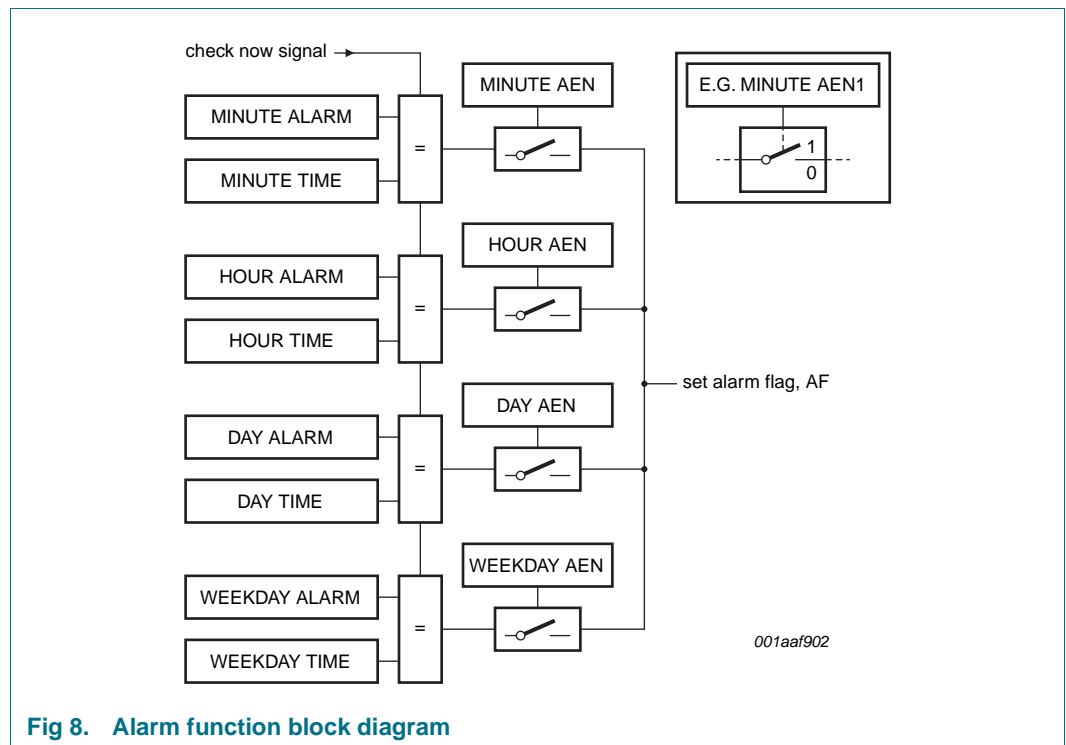 check now signal
MINUTE AEN
E.G. MINUTE AEN1
MINUTE ALARM
=
1
0
MINUTE TIME
HOUR AEN
HOUR ALARM
=
HOUR TIME
set alarm flag, AF
DAY AEN
DAY ALARM
=
DAY TIME
WEEKDAY AEN
WEEKDAY ALARM
=
WEEKDAY TIME
001aaf902
Fig 8. Alarm function block diagram